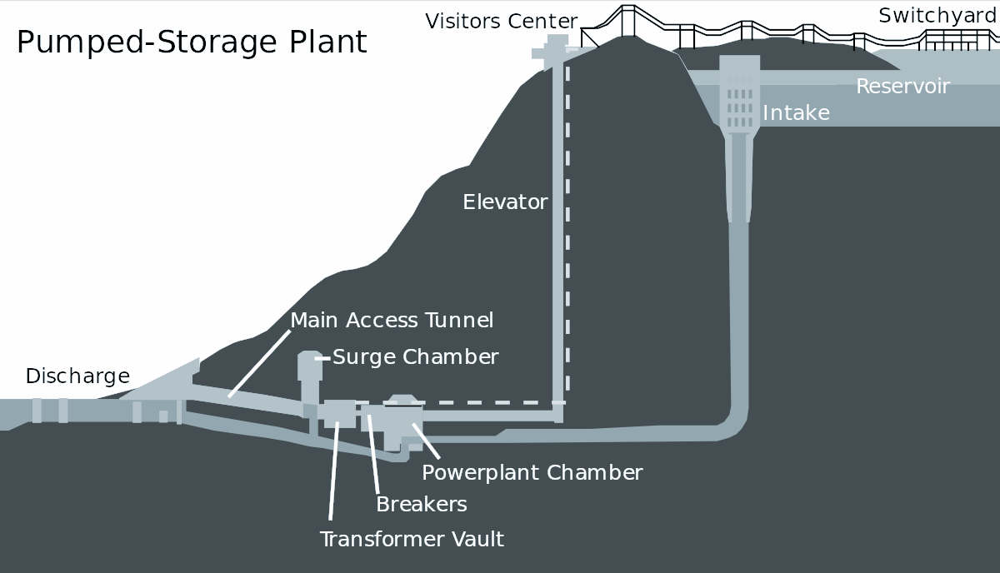 Pumped-Storage Plant
Visitors Center
Switchyard
Reservoir
Intake
Elevator
Main Access Tunnel
Surge Chamber
Discharge
Powerplant Chamber
Breakers
Transformer Vault